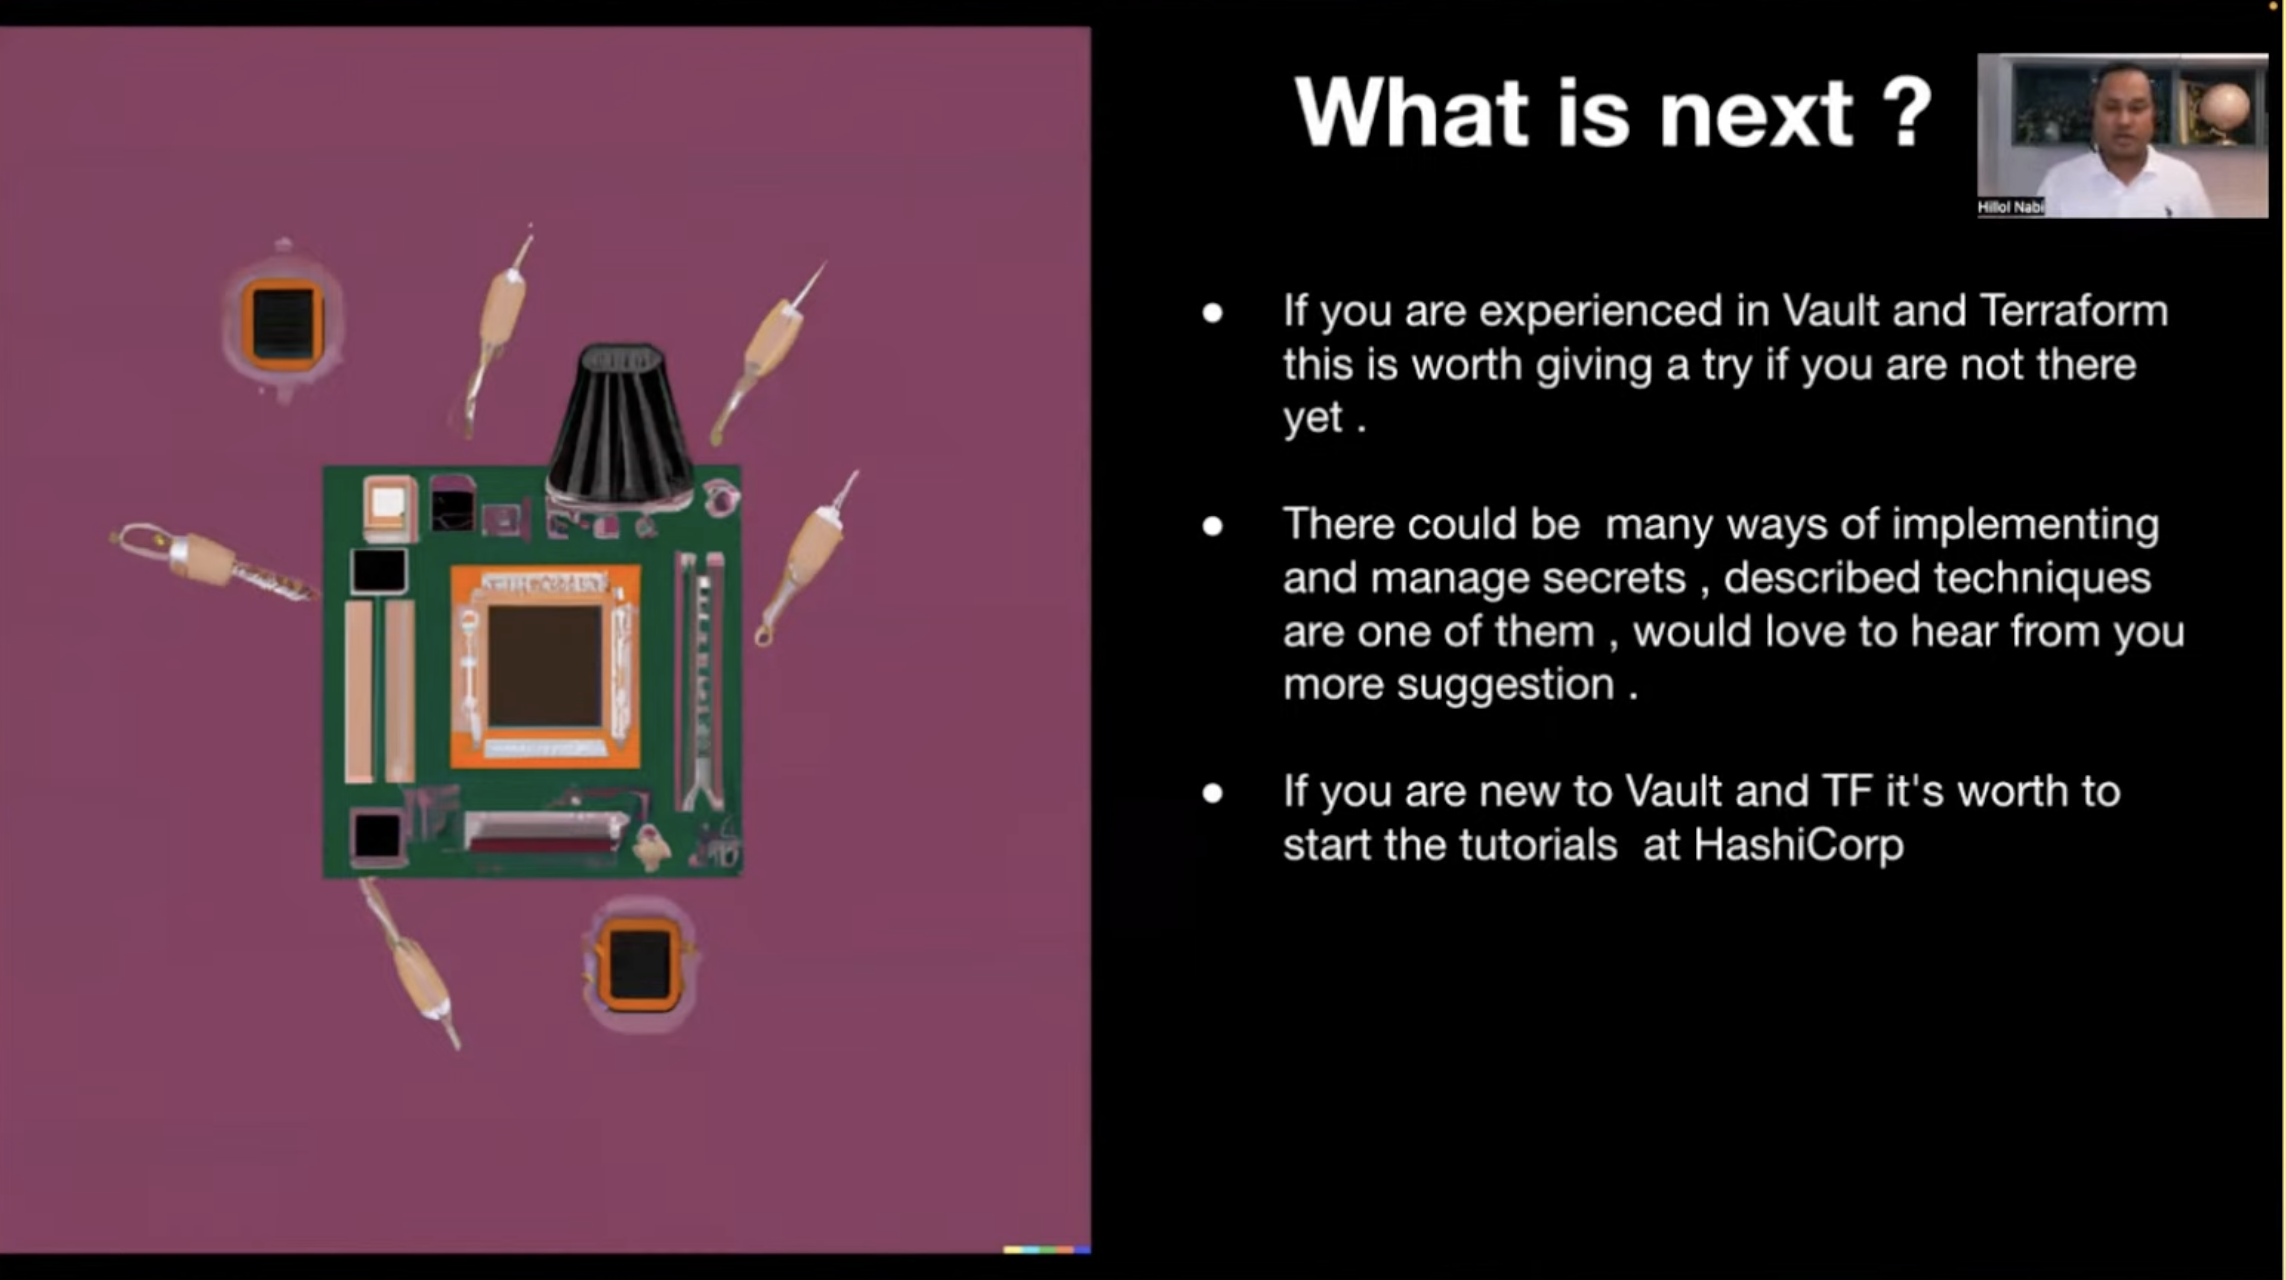 What is next ?
Hillol Nabi
If you are experienced in Vault and Terraform
this is worth giving a try if you are not there
yet .
There could be  many ways of implementing
and manage secrets , described techniques
are one of them , would love to hear from you
more suggestion .
If you are new to Vault and TF it's worth to
start the tutorials  at HashiCorp